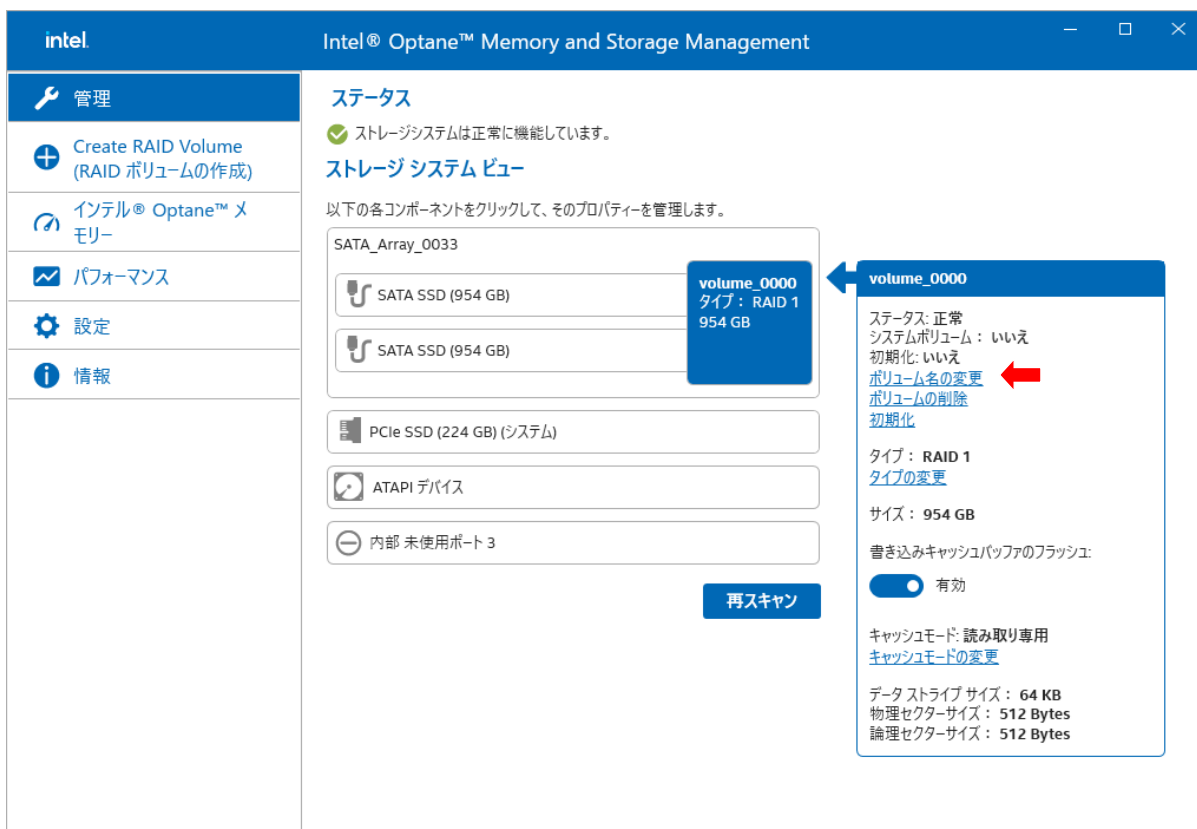 intel.
Intel® Optane™ Memory and Storage Management
管理
Create RAID Volume
(RAID ボリュームの作成)
インテル® Optane™ メ
モリー
パフォーマンス
設定
情報
ステータス
ストレージシステムは正常に機能しています。
ストレージ システム ビュー
以下の各コンポーネントをクリックして、そのプロパティーを管理します。
SATA_Array_0033
SATA SSD (954 GB)
SATA SSD (954 GB)
volume_0000
タイプ： RAID 1
954 GB
PCIe SSD (224 GB) (システム)
ATAPI デバイス
内部 未使用ポート 3
再スキャン
volume_0000
ステータス: 正常
システムボリューム： いいえ
初期化: いいえ
ボリューム名の変更
ボリュームの削除
初期化
タイプ： RAID 1
タイプの変更
サイズ： 954 GB
書き込みキャッシュバッファのフラッシュ:
有効
キャッシュモード: 読み取り専用
キャッシュモードの変更
データ ストライプ サイズ： 64 KB
物理セクターサイズ： 512 Bytes
論理セクターサイズ： 512 Bytes